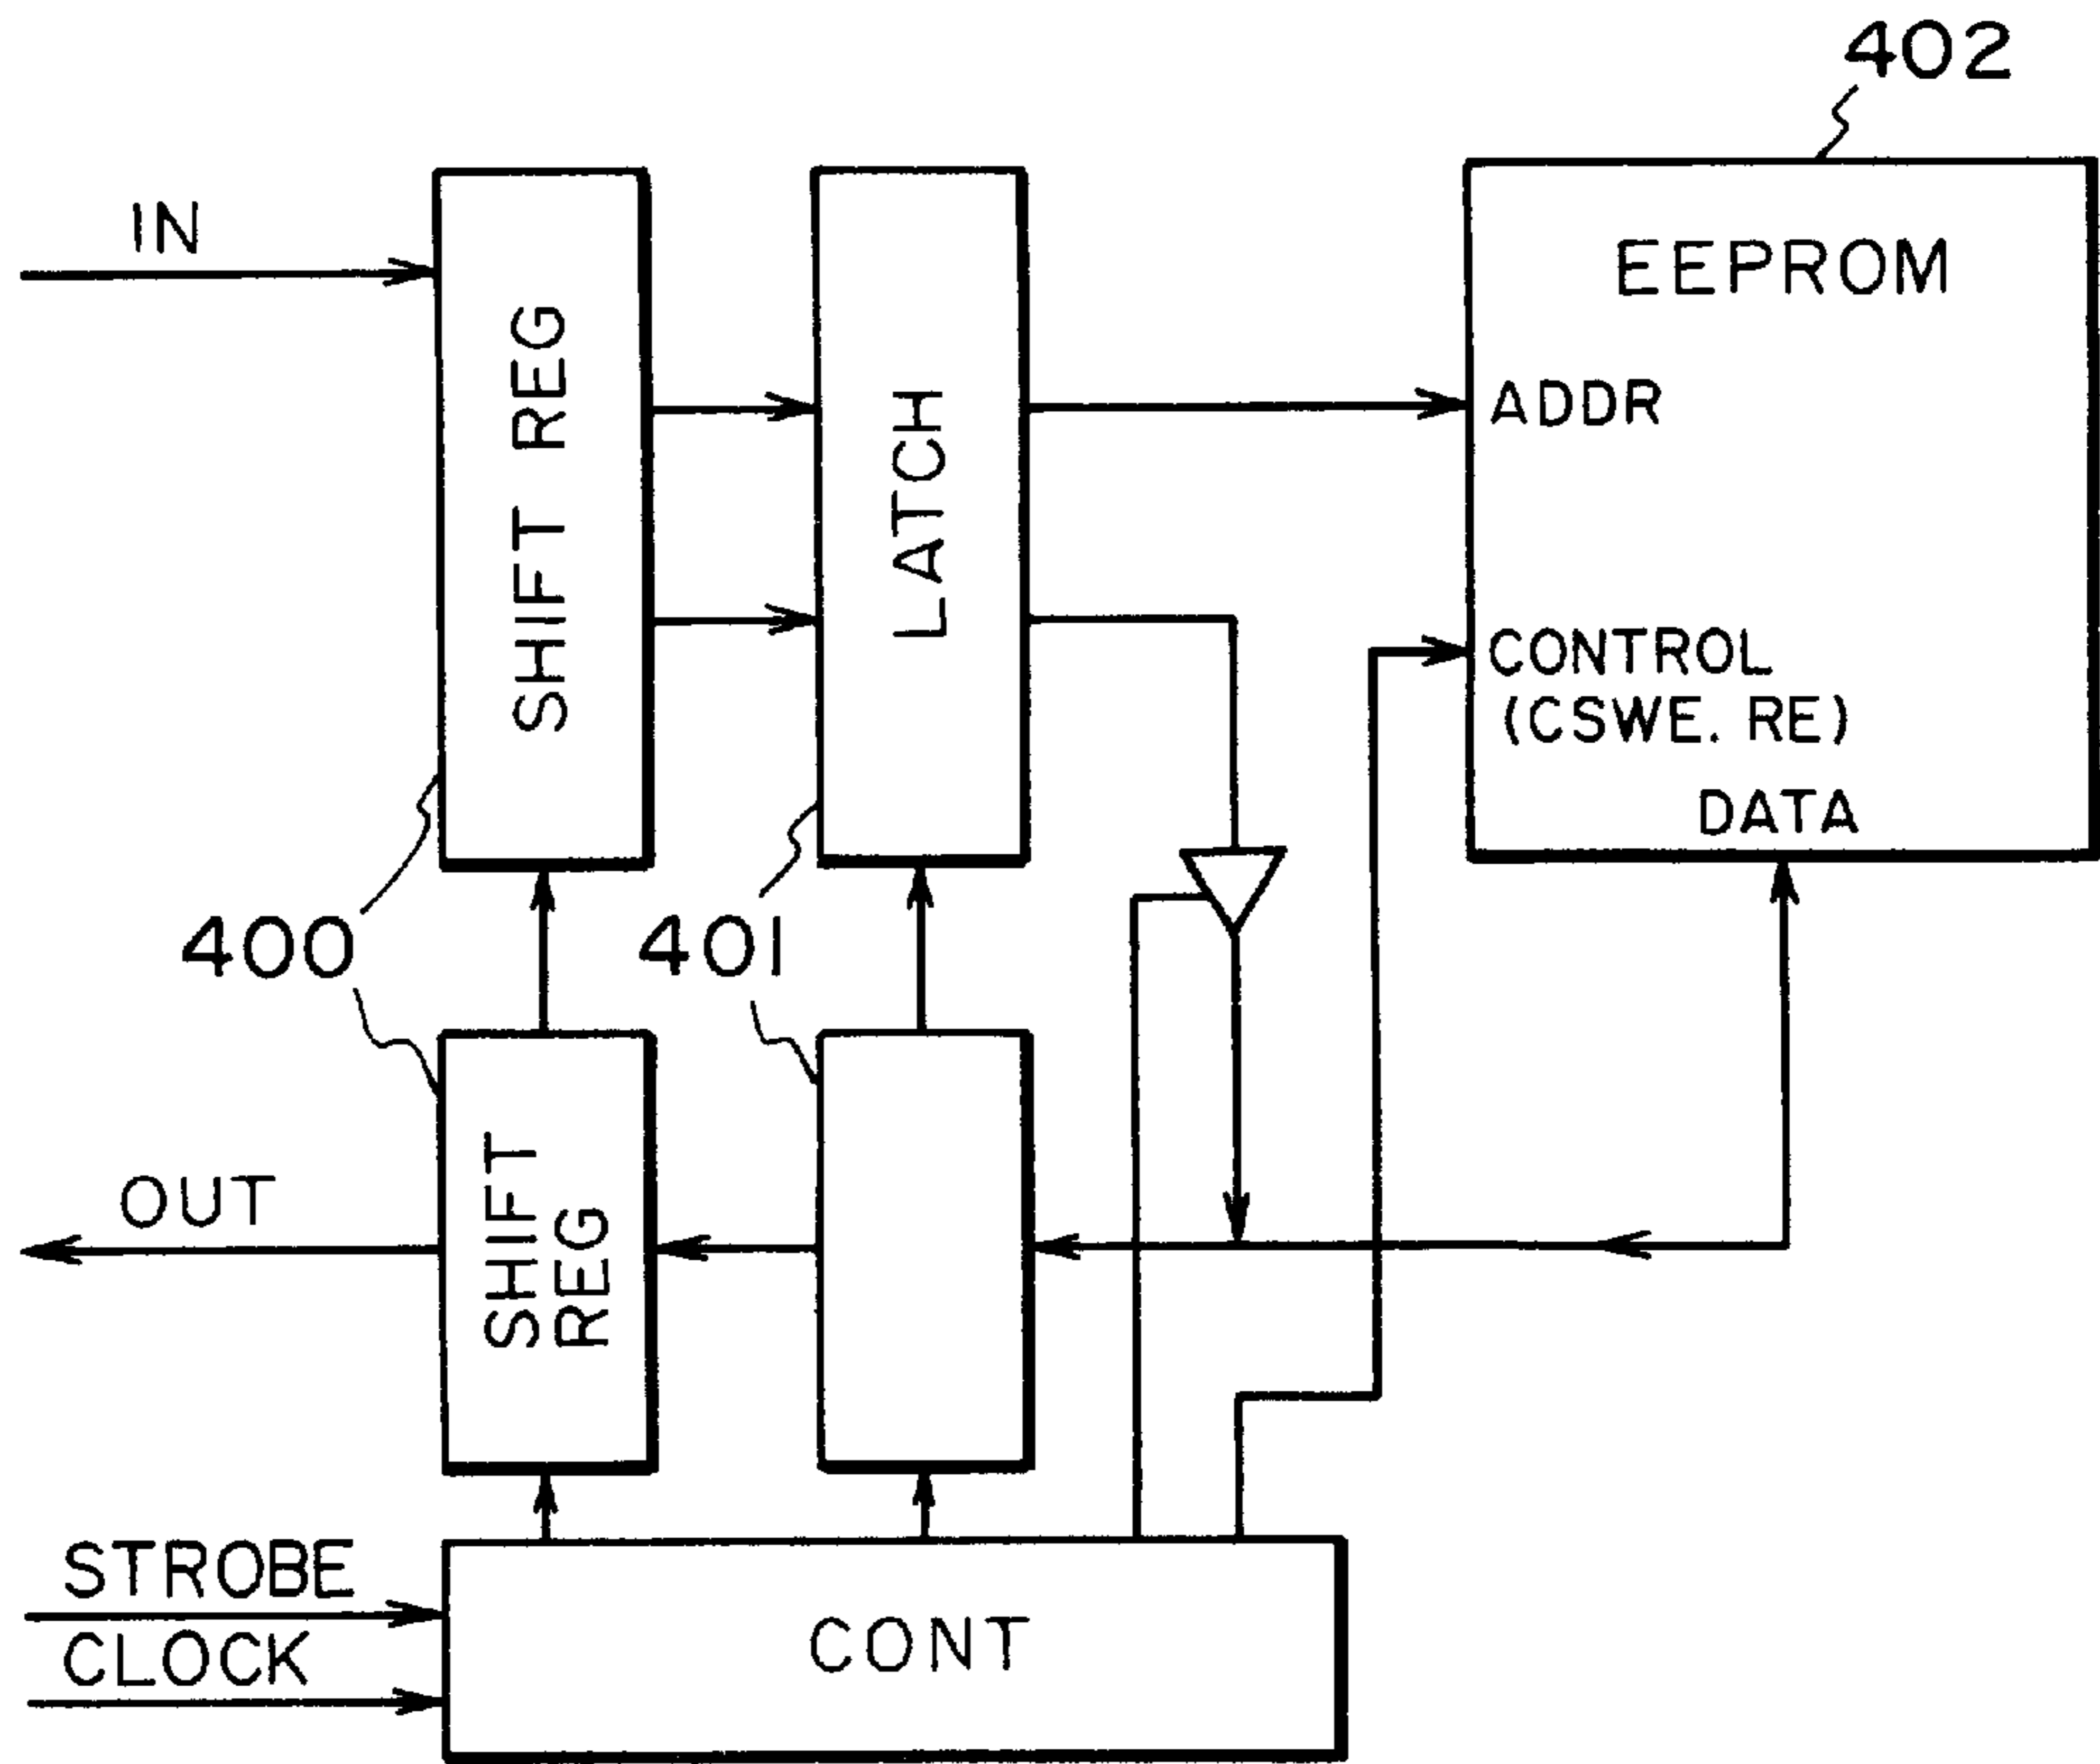 402
IN
EEPROM
SHIFT REG
LATCH
ADDR
CONTROL
(CSWE. RE)
DATA
400
401
OUT
SHIFT
REG
STROBE
CLOCK
CONT